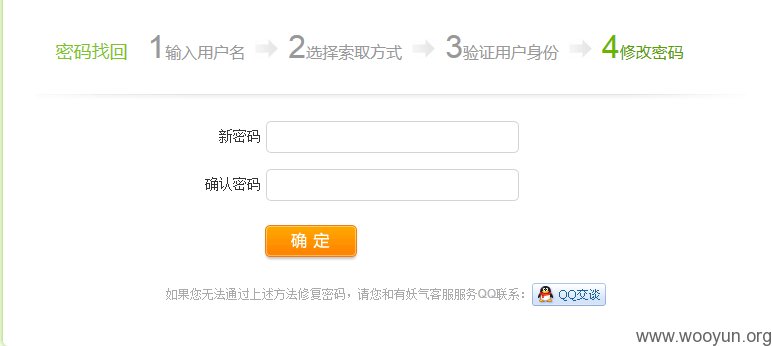 密码找回 1输入用户名 2选择索取方式 3验证用户身份 4修改密码
新密码
确认密码
确 定
如果您无法通过上述方法修复密码，请您和有妖气客服服务QQ联系： QQ交谈
www.wooyun.org